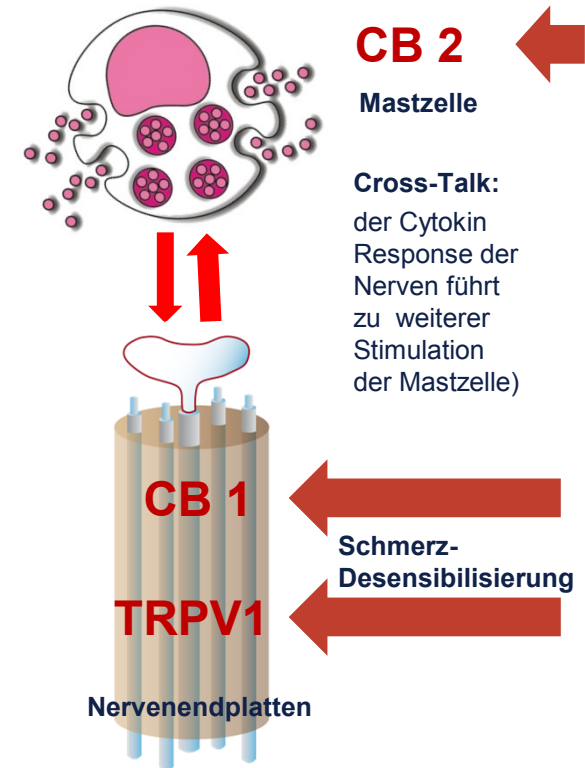 CB 2
Mastzelle
Cross-Talk:
der Cytokin
Response der
Nerven führt
zu weiterer
Stimulation
der Mastzelle)
CB 1
Schmerz-
Desensibilisierung
TRPV1
Nervenendplatten